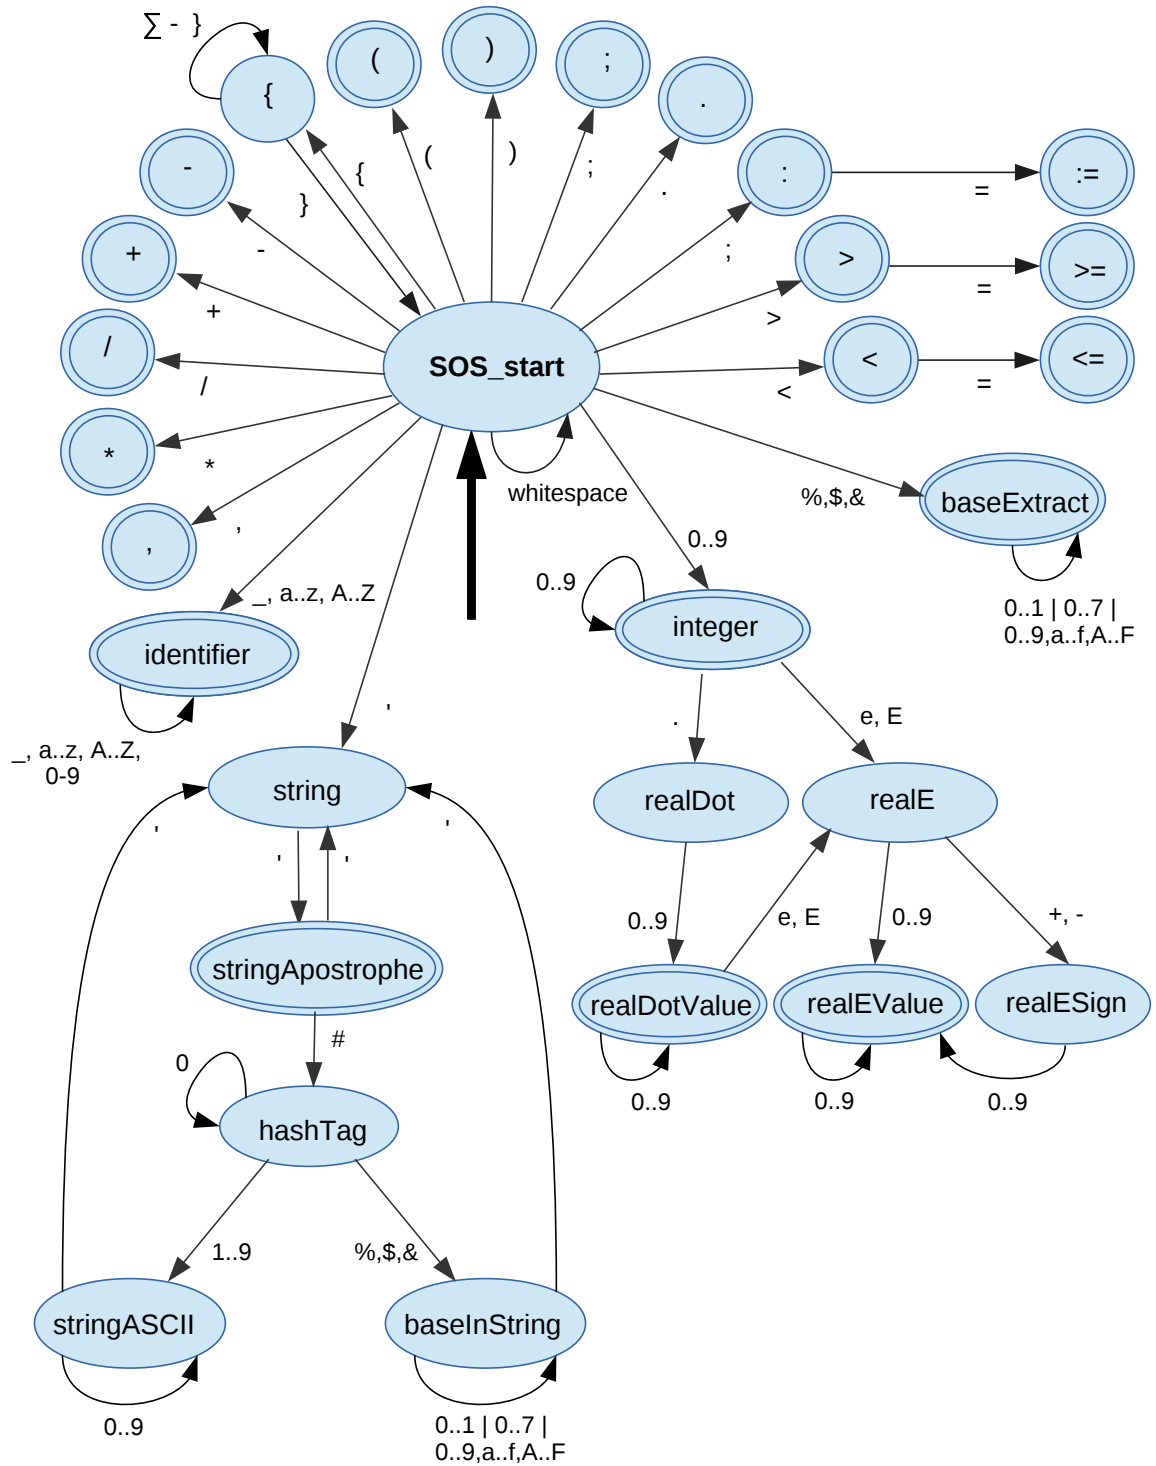 ∑ - }
{
(
)
;
.
-
:
:=
=
+
>
>=
=
/
<
<=
=
*
,
}
{
(
)
;
.
;
-
+
>
/
<
*
,
SOS_start
whitespace
%,$,&
baseExtract
0..1 | 0..7 |
0..9,a..f,A..F
0..9
0..9
integer
_, a..z, A..Z
identifier
_, a..z, A..Z,
0-9
'
.
e, E
string
realDot
realE
'
'
'
'
0..9
e, E
0..9
+, -
stringApostrophe
realDotValue
realEValue
realESign
#
0
0..9
0..9
0..9
hashTag
1..9
%,$,&
stringASCII
baseInString
0..9
0..1 | 0..7 |
0..9,a..f,A..F